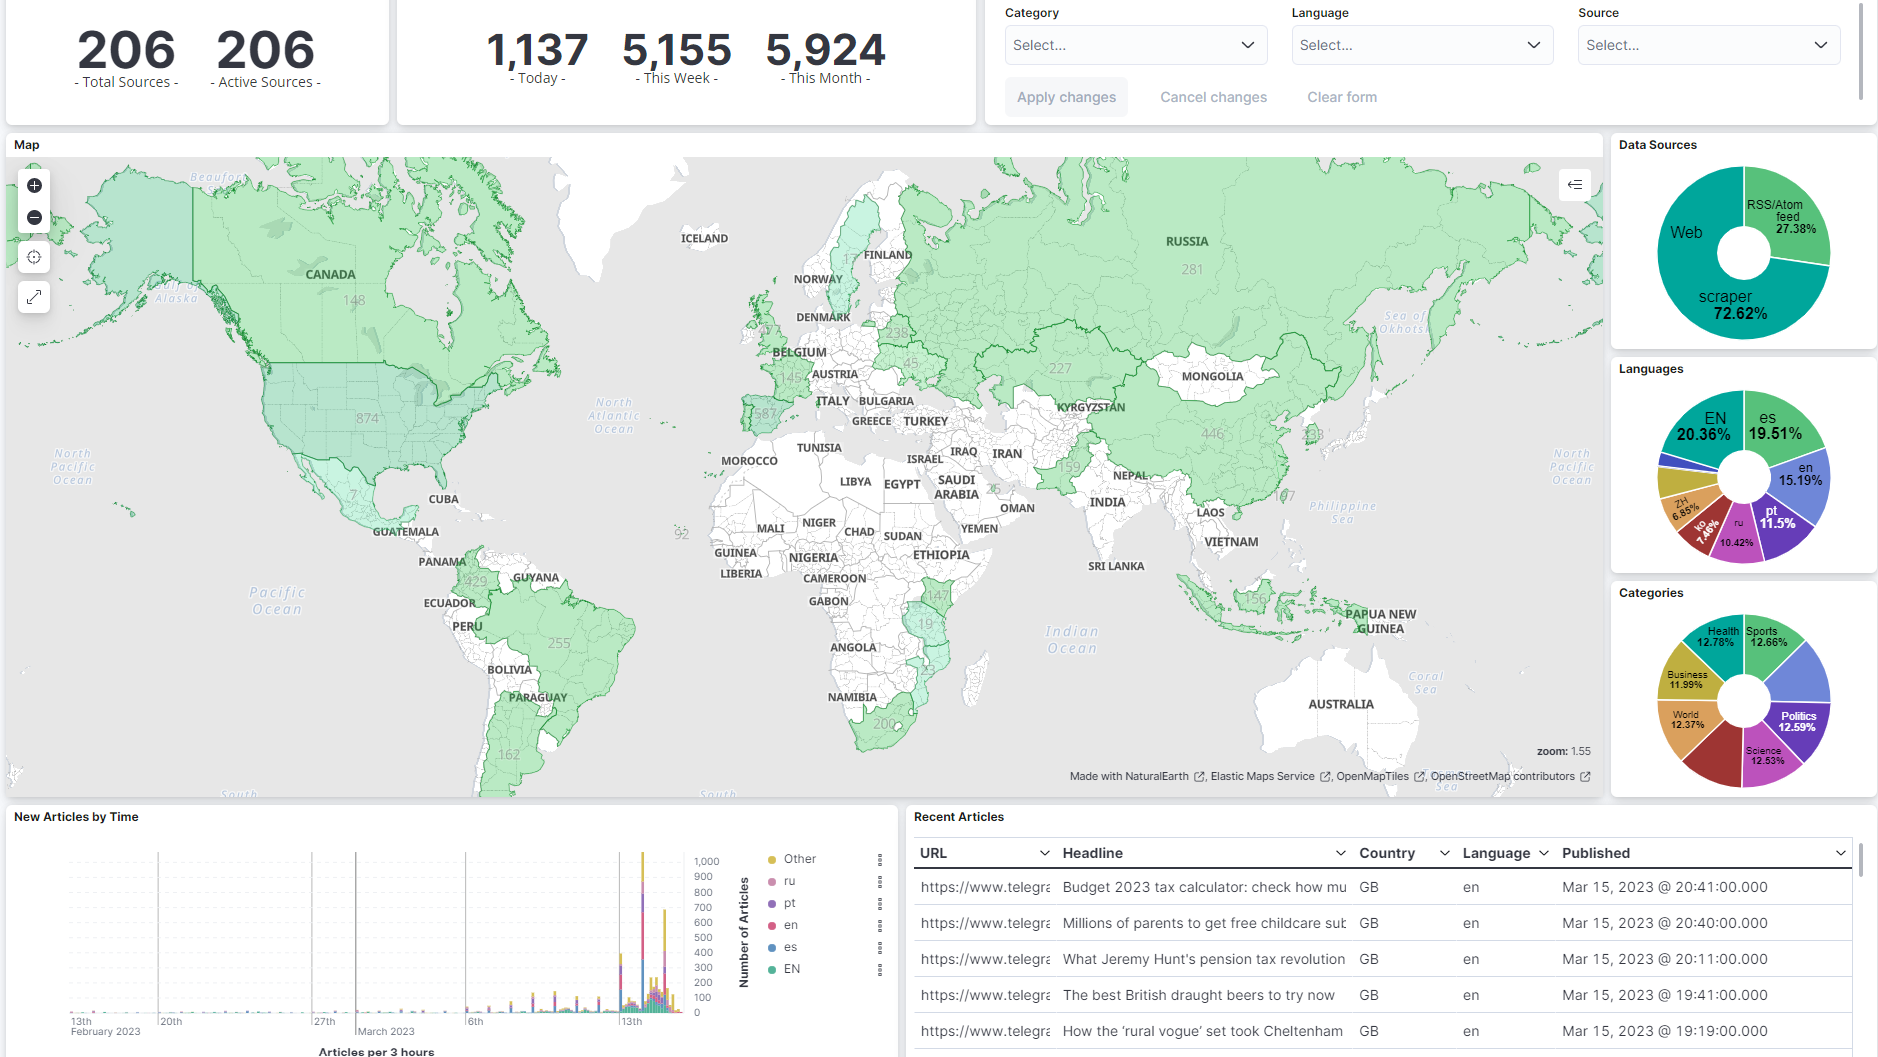 206
- Total Sources -
206
- Active Sources -
1,137
- Today -
5,155
- This Week -
5,924
- This Month -
Category
Select...
Language
Select...
Source
Select...
Apply changes
Cancel changes
Clear form
Map
Gulf of
Alaska
ICELAND
FINLAND
NORWAY
DENMARK
RUSSIA
281
CANADA
148
Sea of
Okhotsk
BELGIUM
238
45
145
AUSTRIA
227
MONGOLIA
587
ITALY
BULGARIA
KYRGYZSTAN
GREECE
TURKEY
North
Atlantic
Ocean
874
446
TUNISIA
MOROCCO
ISRAEL
IRAQ
IRAN
159
NEPAL
North
Pacific
Ocean
North
Pacific
Ocean
LIBYA
EGYPT
SAUDI
ARABIA
7
CUBA
OMAN
INDIA
LAOS
Philippine
Sea
GUATEMALA
92
MALI
NIGER
CHAD
SUDAN
YEMEN
VIETNAM
GUINEA
NIGERIA
ETHIOPIA
PANAMA
LIBERIA
CAMEROON
SRI LANKA
429
GUYANA
ECUADOR
GABON
147
156
Pacific
Ocean
PERU
19
PAPUA NEW
GUINEA
255
ANGOLA
Indian
Ocean
BOLIVIA
PARAGUAY
NAMIBIA
Coral
Sea
AUSTRALIA
200
162
zoom: 1.55
Made with NaturalEarth , Elastic Maps Service , OpenMapTiles , OpenStreetMap contributors
South
South
Data Sources
RSS/Atom
feed
27.38%
Web
scraper
72.62%
Languages
EN
20.36%
es
19.51%
en
15.19%
pt
11.5%
ru
10.42%
ko
7.46%
ZH
6.85%
Categories
Health
12.78%
Sports
12.66%
Business
11.99%
World
12.37%
Politics
12.59%
Science
12.53%
New Articles by Time
1,000
900
800
700
600
500
400
300
200
100
0
Number of Articles
Other
ru
pt
en
es
EN
13th
February 2023
20th
27th
March 2023
6th
13th
Articles per 3 hours
Recent Articles
URL Headline Country Language Published
https://www.telegra Budget 2023 tax calculator: check how mu GB en Mar 15, 2023 @ 20:41:00.000
https://www.telegra Millions of parents to get free childcare sub GB en Mar 15, 2023 @ 20:40:00.000
https://www.telegra What Jeremy Hunt's pension tax revolution GB en Mar 15, 2023 @ 20:11:00.000
https://www.telegra The best British draught beers to try now GB en Mar 15, 2023 @ 19:41:00.000
https://www.telegra How the ‘rural vogue’ set took Cheltenham GB en Mar 15, 2023 @ 19:19:00.000